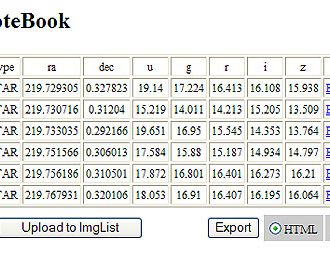 oteBook
ype ra dec u g r i z
TAR 219.729305 0.327823 19.14 17.224 16.413 16.108 15.938
TAR 219.730716 0.31204 15.219 14.011 14.213 15.205 13.509
TAR 219.733035 0.292166 19.651 16.95 15.545 14.353 13.764
TAR 219.751566 0.306013 17.584 15.88 15.187 14.934 14.797
TAR 219.756186 0.310501 17.872 16.801 16.401 16.273 16.21
TAR 219.767931 0.320106 18.053 16.91 16.407 16.195 16.064
Upload to ImgList Export HTML